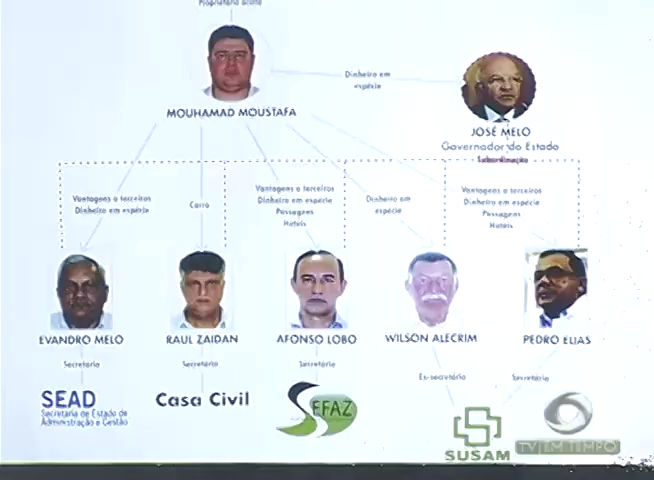 Proprietário oculto
Dinheiro em
espécie
MOUHAMAD MOUSTAFA
JOSÉ MELO
Governador do Estado
Subordinação
Vantagens a terceiros
Dinheiro em espécie
Carro
Vantagens a terceiros
Dinheiro em espécie
Passagens
Hotéis
Dinheiro em
espécie
Vantagens a terceiros
Dinheiro em espécie
Passagens
Hotéis
EVANDRO MELO
RAUL ZAIDAN
AFONSO LOBO
WILSON ALECRIM
PEDRO ELIAS
Secretário
Secretário
Secretário
Ex-secretário
Secretário
SEAD
Secretaria de Estado de
Administração e Gestão
Casa Civil
SEFAZ
SUSAM
TV EM TEMPO